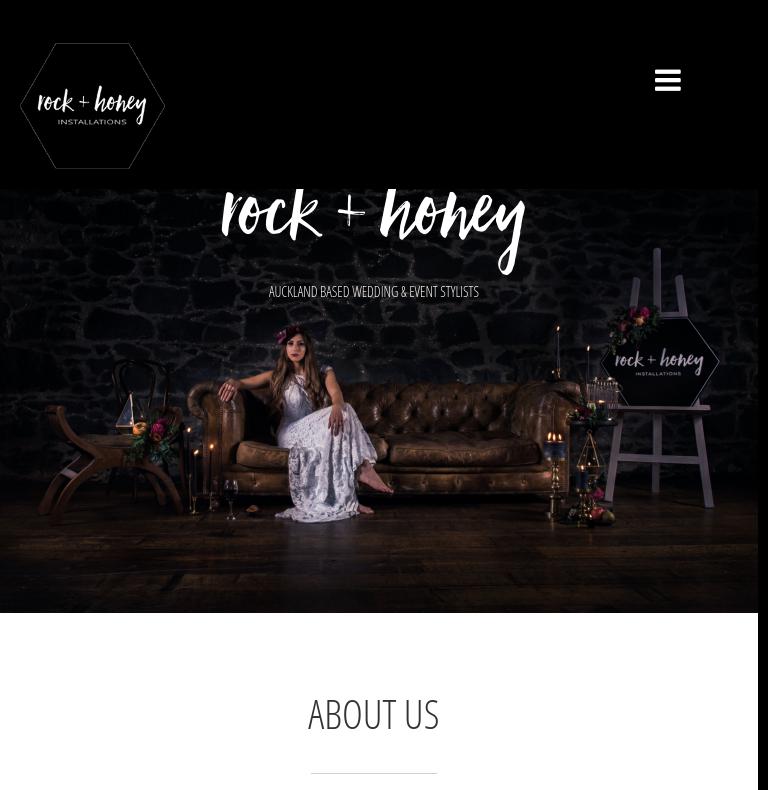 rock + honey
INSTALLATIONS
rock + honey
AUCKLAND BASED WEDDING & EVENT STYLISTS
rock + honey
INSTALLATIONS
ABOUT US